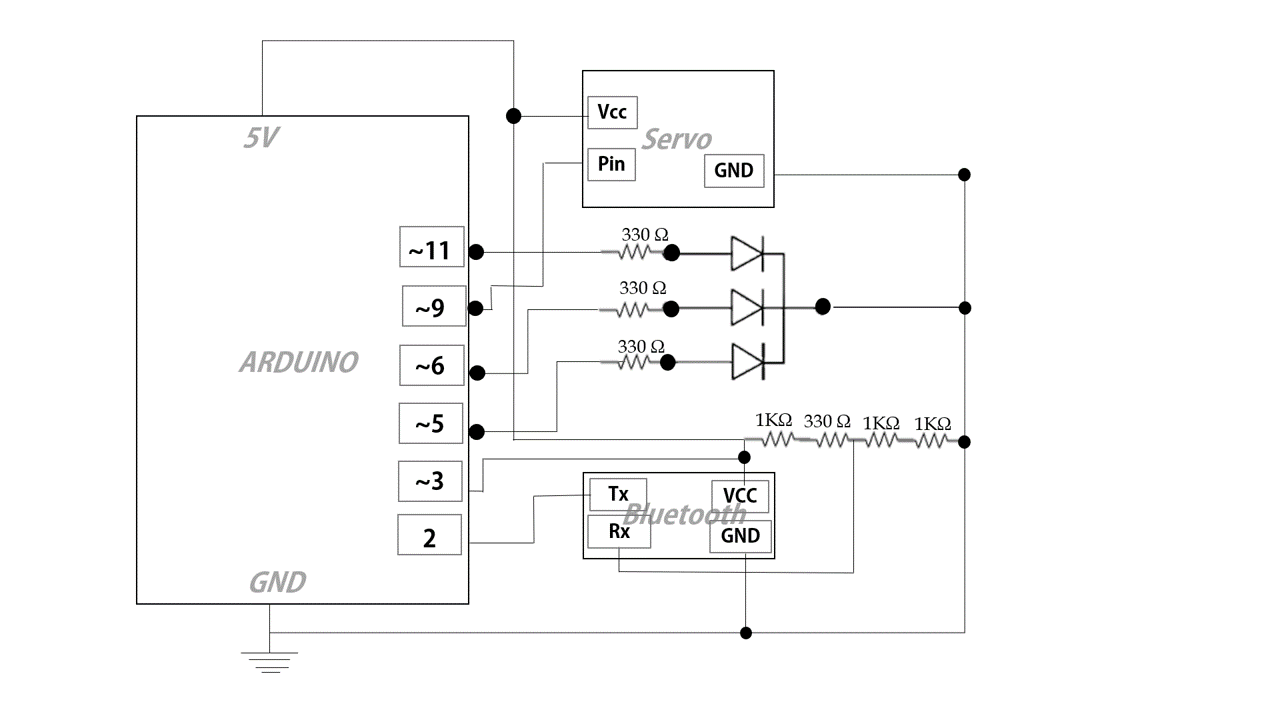 5V
Vcc
Servo
Pin
GND
~11
330 Ω
~9
330 Ω
ARDUINO
~6
330 Ω
~5
1KΩ 330 Ω 1KΩ 1KΩ
~3
Tx
VCC
Bluetooth
Rx
GND
2
GND